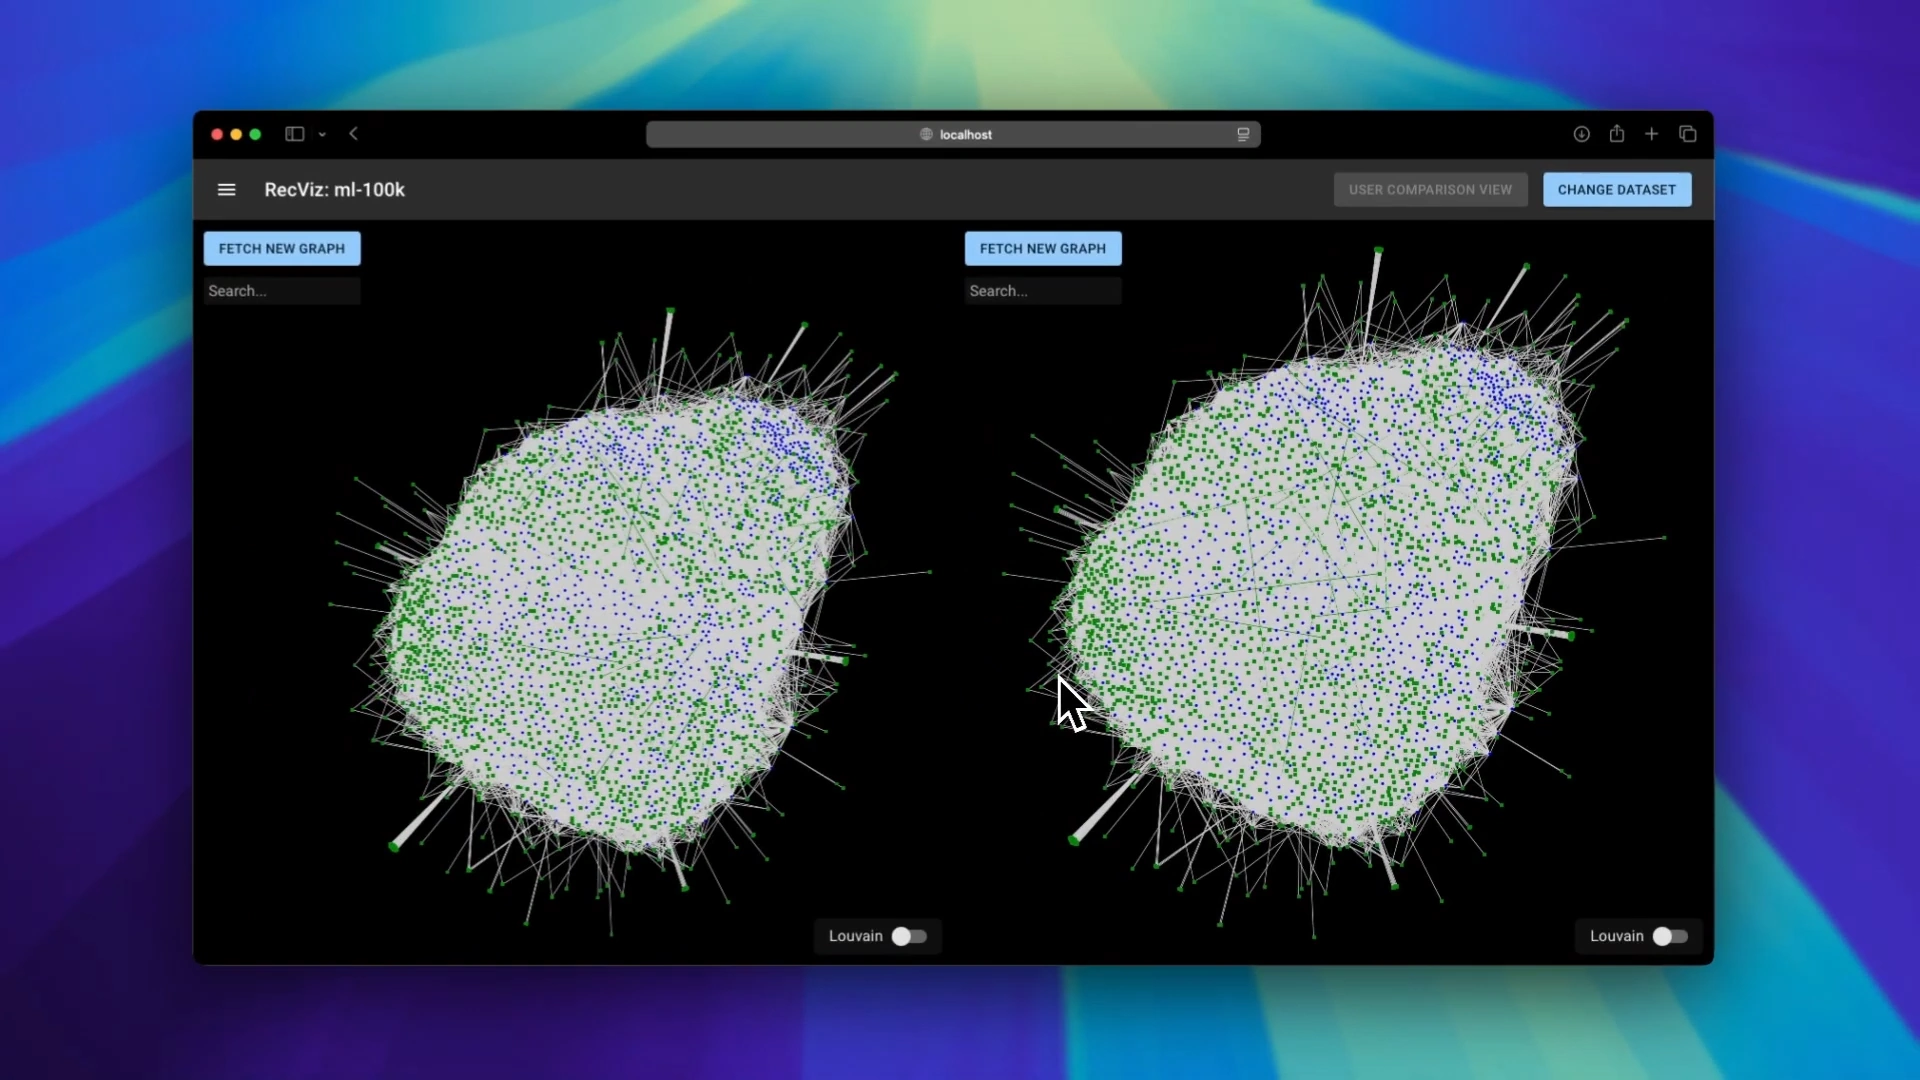 localhost
RecViz: ml-100k
USER COMPARISON VIEW
CHANGE DATASET
FETCH NEW GRAPH
Search...
FETCH NEW GRAPH
Search...
Louvain
Louvain